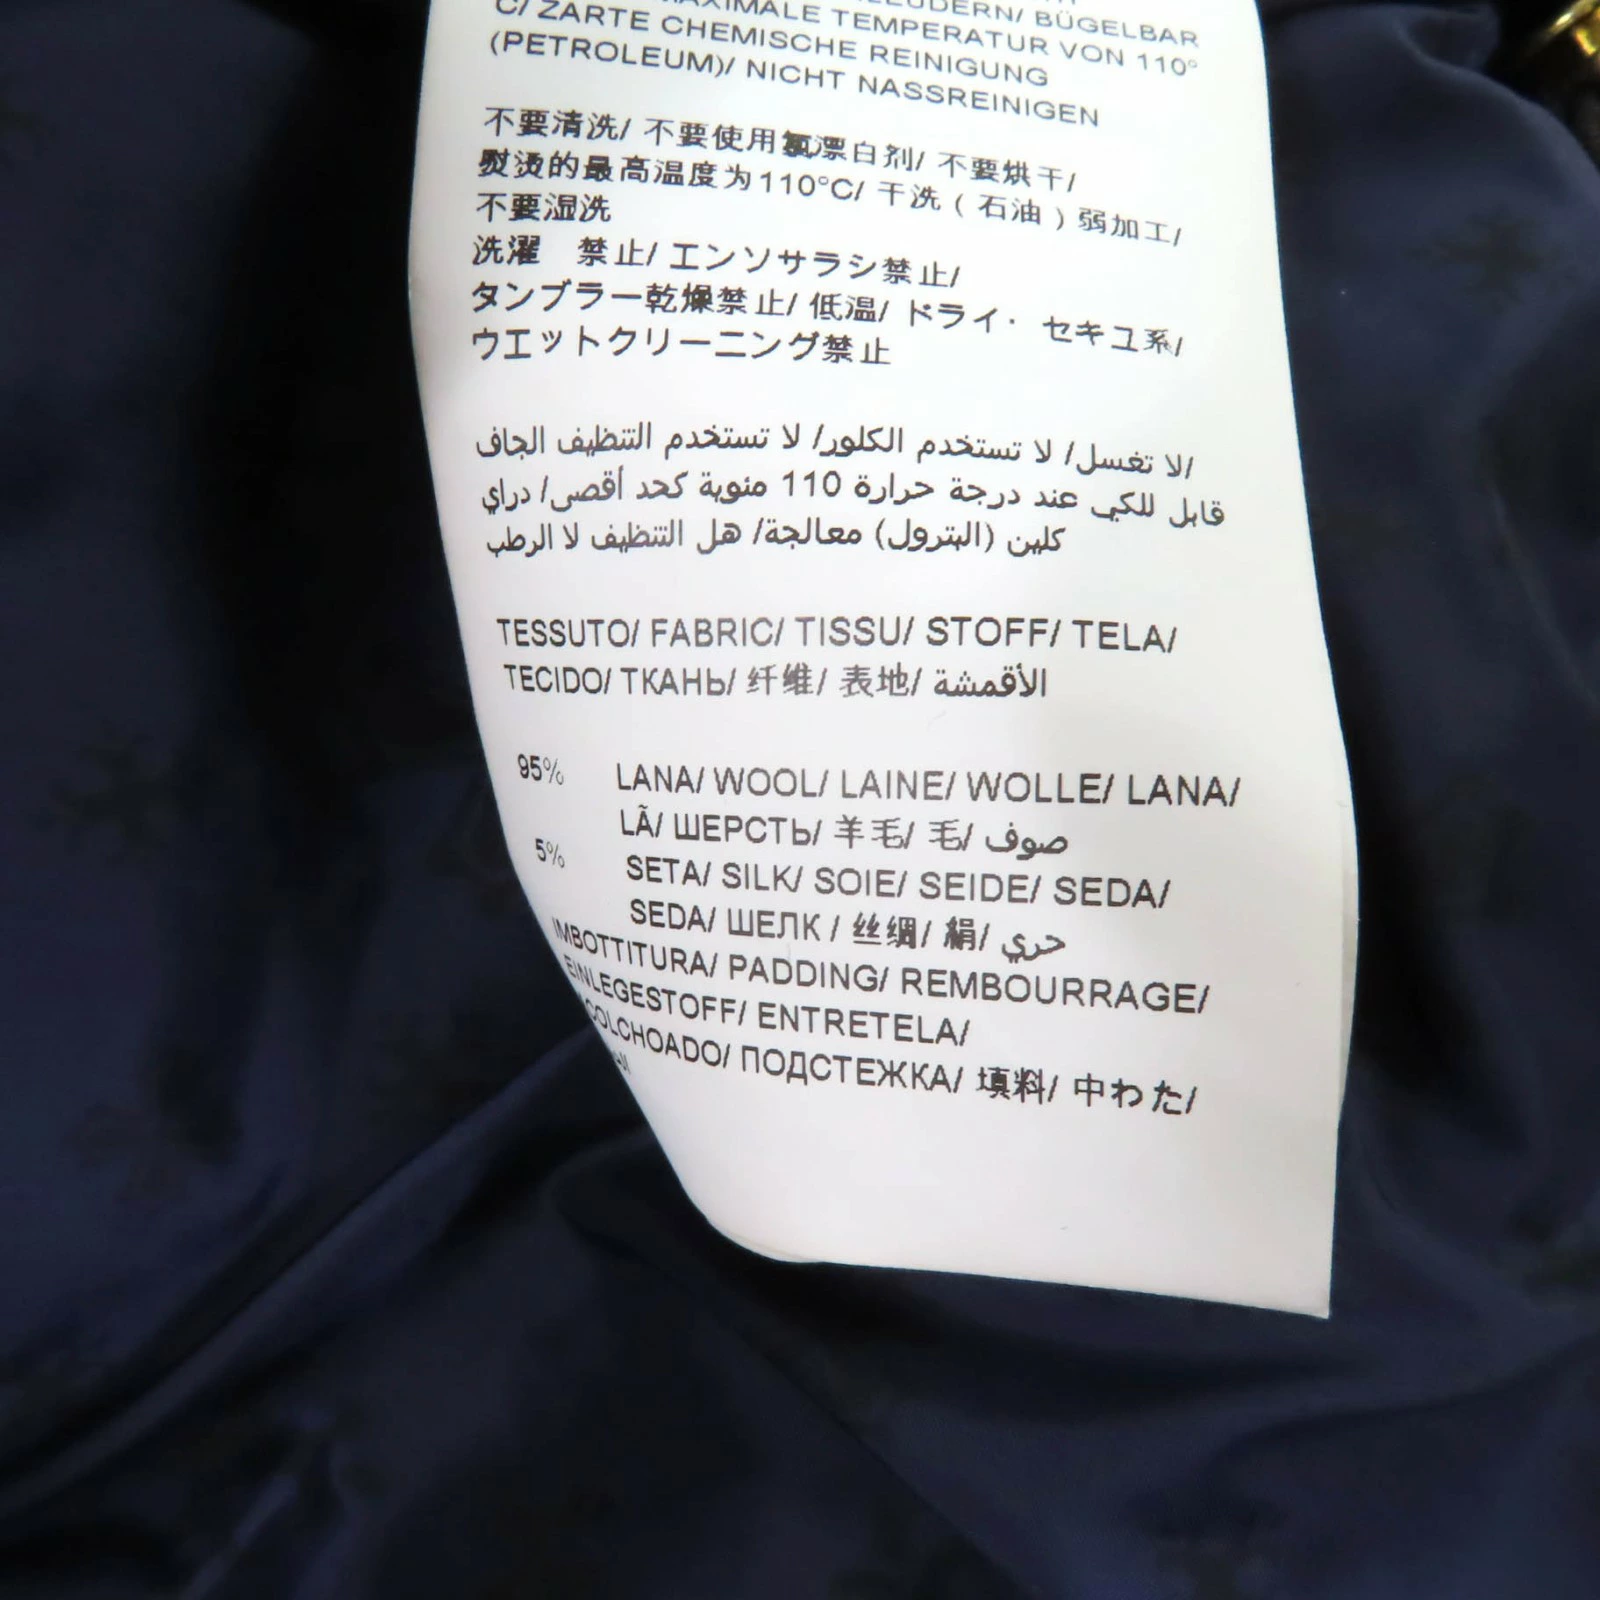 C/ ZARTE CHEMISCHE REINIGUNG
MAXIMALE TEMPERATUR VON 110°
BÜGELBAR
(PETROLEUM)/ NICHT NASSREINIGEN
不要清洗/ 不要使用氯漂白剂/ 不要烘干/
熨烫的最高温度为110°C/ 干洗 ( 石油 ) 弱加工/
不要湿洗
洗濯 禁止/ エンソサラシ禁止/
タンブラー乾燥禁止/ 低温/ ドライ· セキユ系/
ウエットクリーニング禁止
لا تغسل/ لا تستخدم الكلور/ لا تستخدم التنظيف الجاف/
قابل للكي عند درجة حرارة 110 مئوية كحد أقصى/ دراي
كلين (البترول) معالجة/ هل التنظيف لا الرطب
TESSUTO/ FABRIC/ TISSU/ STOFF/ TELA/
TECIDO/ ТКАНЬ/ 纤维/ 表地/ الأقمشة
95% LANA/ WOOL/ LAINE/ WOLLE/ LANA/
LÃ/ ШЕРСТЬ/ 羊毛/ 毛/ صوف
5% SETA/ SILK/ SOIE/ SEIDE/ SEDA/
SEDA/ ШЕЛК / 丝绸/ 絹/ حري
IMBOTTITURA/ PADDING/ REMBOURRAGE/
EINLEGESTOFF/ ENTRETELA/
COLCHOADO/ ПОДСТЕЖКА/ 填料/ 中わた/